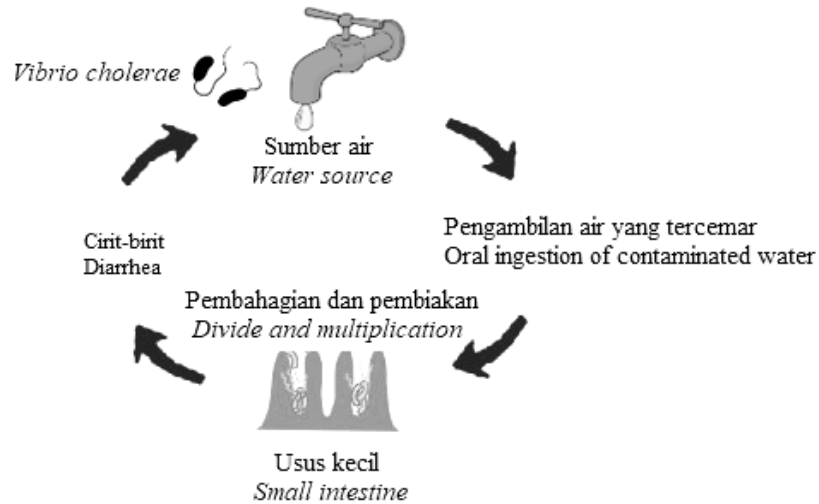 Vibrio cholerae
Sumber air
Water source
Pengambilan air yang tercemar
Oral ingestion of contaminated water
Cirit-birit
Diarrhea
Pembahagian dan pembiakan
Divide and multiplication
Usus kecil
Small intestine